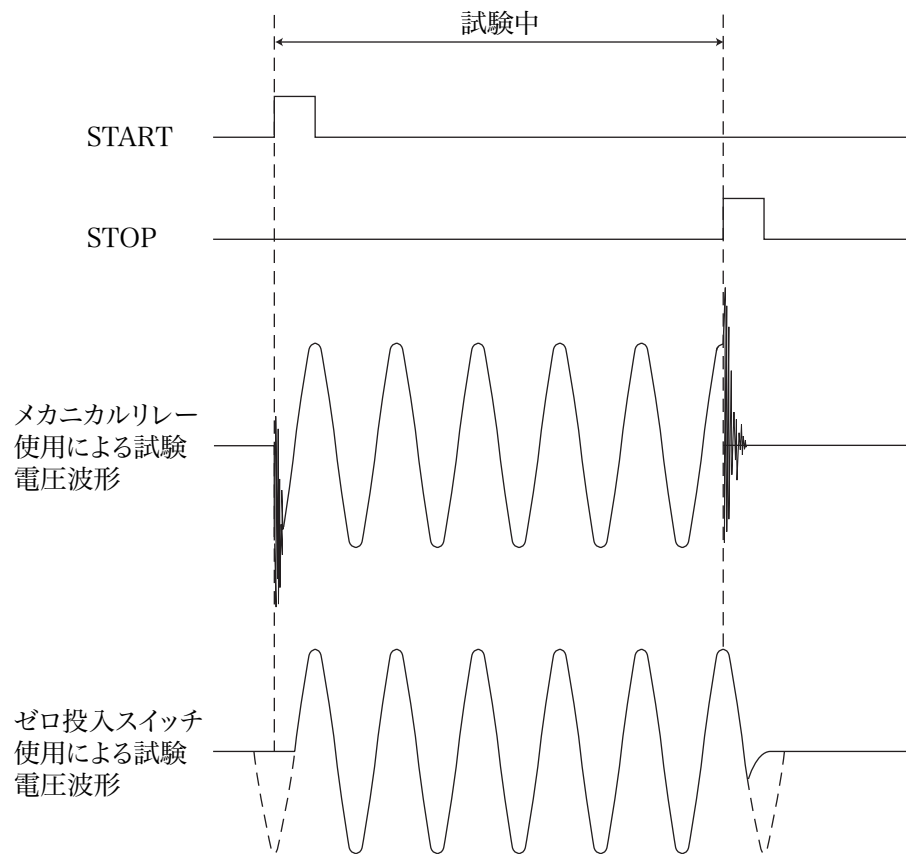 試験中
START
STOP
メカニカルリレー
使用による試験
電圧波形
ゼロ投入スイッチ
使用による試験
電圧波形